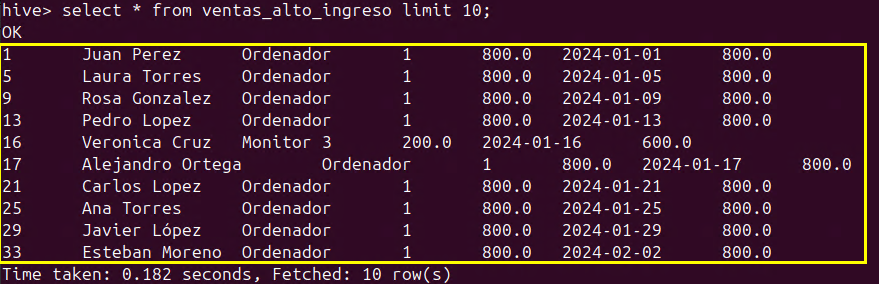 hive> select * from ventas_alto_ingreso limit 10;
OK
1	Juan Perez	Ordenador	1	800.0	2024-01-01	800.0
5	Laura Torres	Ordenador	1	800.0	2024-01-05	800.0
9	Rosa Gonzalez	Ordenador	1	800.0	2024-01-09	800.0
13	Pedro Lopez	Ordenador	1	800.0	2024-01-13	800.0
16	Veronica Cruz	Monitor	3	200.0	2024-01-16	600.0
17	Alejandro Ortega	Ordenador	1	800.0	2024-01-17	800.0
21	Carlos Lopez	Ordenador	1	800.0	2024-01-21	800.0
25	Ana Torres	Ordenador	1	800.0	2024-01-25	800.0
29	Javier López	Ordenador	1	800.0	2024-01-29	800.0
33	Esteban Moreno	Ordenador	1	800.0	2024-02-02	800.0
Time taken: 0.182 seconds, Fetched: 10 row(s)